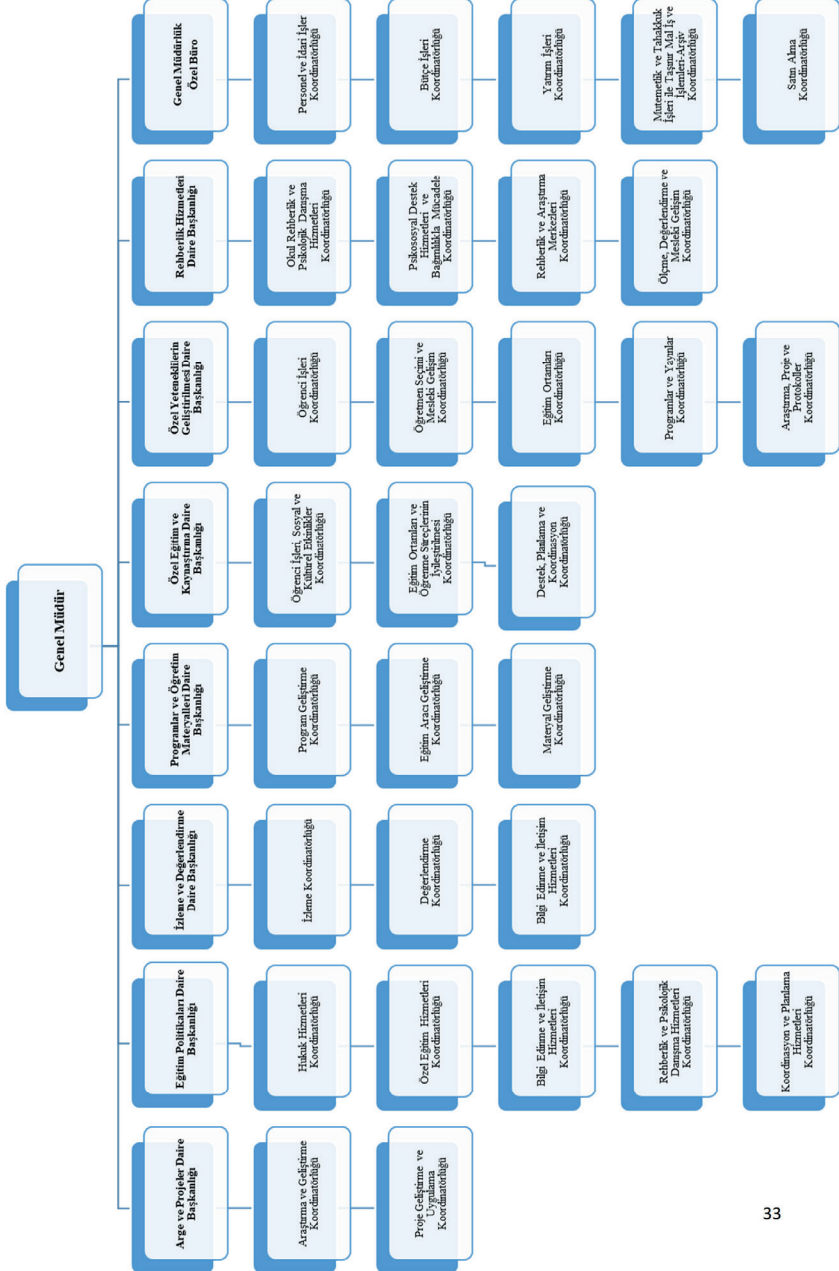 Genel Müdür
Arge ve Projeler Daire
Başkanlığı
Araştırma ve Geliştirme
Koordinatörlüğü
Proje Geliştirme ve
Uygulama
Koordinatörlüğü
Eğitim Politikaları Daire
Başkanlığı
Hukuk Hizmetleri
Koordinatörlüğü
Özel Eğitim Hizmetleri
Koordinatörlüğü
Bilgi Edinme ve İletişim
Hizmetleri
Koordinatörlüğü
Rehberlik ve Psikolojik
Danışma Hizmetleri
Koordinatörlüğü
Koordinasyon ve Planlama
Hizmetleri
Koordinatörlüğü
İzleme ve Değerlendirme
Daire Başkanlığı
İzleme Koordinatörlüğü
Değerlendirme
Koordinatörlüğü
Bilgi Edinme ve İletişim
Hizmetleri
Koordinatörlüğü
Programlar ve Öğretim
Materyalleri Daire
Başkanlığı
Program Geliştirme
Koordinatörlüğü
Eğitim Aracı Geliştirme
Koordinatörlüğü
Materyal Geliştirme
Koordinatörlüğü
Özel Eğitim ve
Kaynaştırma Daire
Başkanlığı
Öğrenci İşleri, Sosyal ve
Kültürel Etkinlikler
Koordinatörlüğü
Eğitim Ortamları ve
Öğrenme Süreçlerinin
İyileştirilmesi
Koordinatörlüğü
Destek, Planlama ve
Koordinasyon
Koordinatörlüğü
Özel Yeteneklilerin
Geliştirilmesi Daire
Başkanlığı
Öğrenci İşleri
Koordinatörlüğü
Öğretmen Seçimi ve
Mesleki Gelişim
Koordinatörlüğü
Eğitim Ortamları
Koordinatörlüğü
Programlar ve Yayınlar
Koordinatörlüğü
Araştırma, Proje ve
Protokoller
Koordinatörlüğü
Rehberlik Hizmetleri
Daire Başkanlığı
Okul Rehberlik ve
Psikolojik Danışma
Hizmetleri
Koordinatörlüğü
Psikososyal Destek
Hizmetleri ve
Bağımlılıkla Mücadele
Koordinatörlüğü
Rehberlik ve Araştırma
Merkezleri
Koordinatörlüğü
Ölçme, Değerlendirme ve
Mesleki Gelişim
Koordinatörlüğü
Genel Müdürlük
Özel Büro
Personel ve İdari İşler
Koordinatörlüğü
Bütçe İşleri
Koordinatörlüğü
Yatırım İşleri
Koordinatörlüğü
Mutemetlik ve Tahakkuk
İşleri ile Taşınır Mal İş ve
İşlemleri-Arşiv
Koordinatörlüğü
Satın Alma
Koordinatörlüğü
33